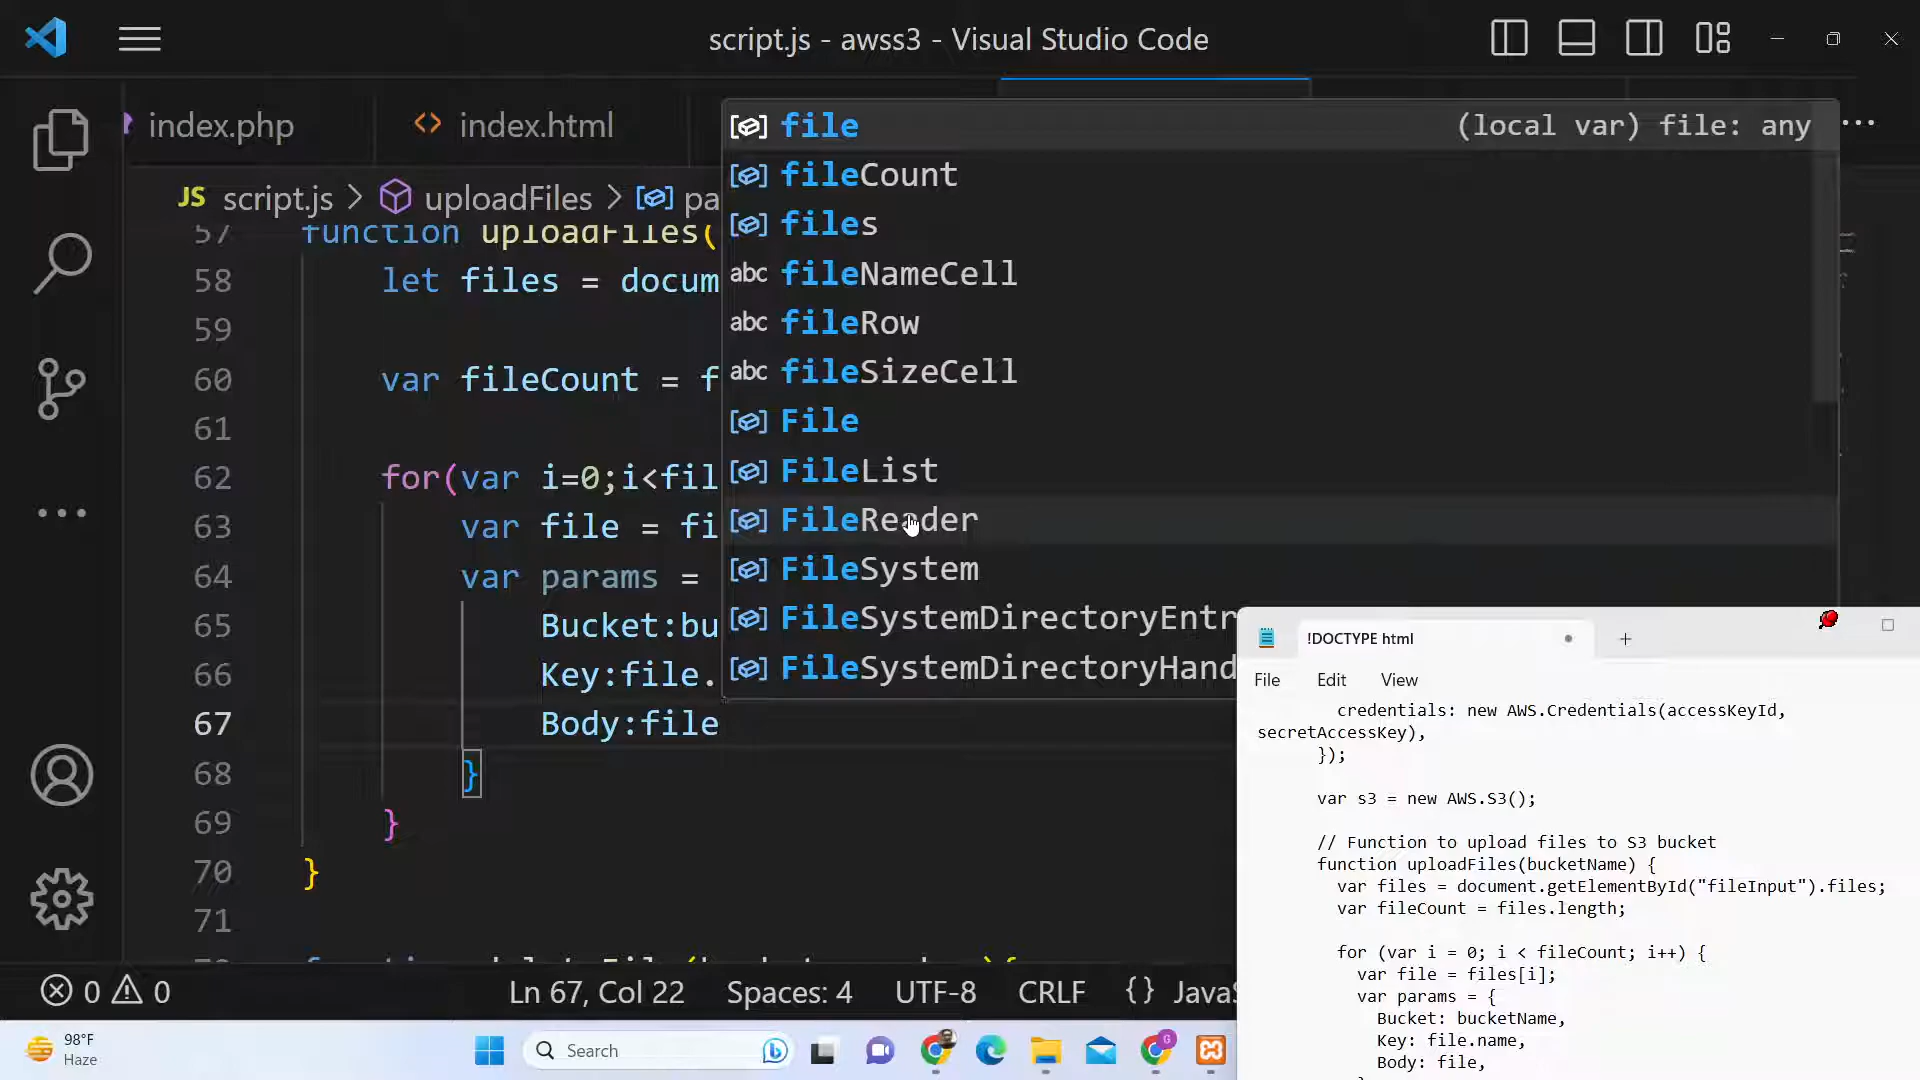 script.js - awss3 - Visual Studio Code
index.php
index.html
JS script.js > uploadFiles > pa
57 function uploadFiles(
58 let files = docum
59
60 var fileCount = f
61
62 for(var i=0;i<fil
63 var file = fi
64 var params =
65 Bucket:bu
66 Key:file.
67 Body:file
68 }
69 }
70 }
71
file (local var) file: any
fileCount
files
abc fileNameCell
abc fileRow
abc fileSizeCell
File
FileList
FileReader
FileSystem
FileSystemDirectoryEntr
FileSystemDirectoryHand
!DOCTYPE html
File Edit View
credentials: new AWS.Credentials(accessKeyId,
secretAccessKey),
});
var s3 = new AWS.S3();
// Function to upload files to S3 bucket
function uploadFiles(bucketName) {
var files = document.getElementById("fileInput").files;
var fileCount = files.length;
for (var i = 0; i < fileCount; i++) {
var file = files[i];
var params = {
Bucket: bucketName,
Key: file.name,
Body: file,
0 0
Ln 67, Col 22 Spaces: 4 UTF-8 CRLF {} JavaS
98°F
Haze
Search